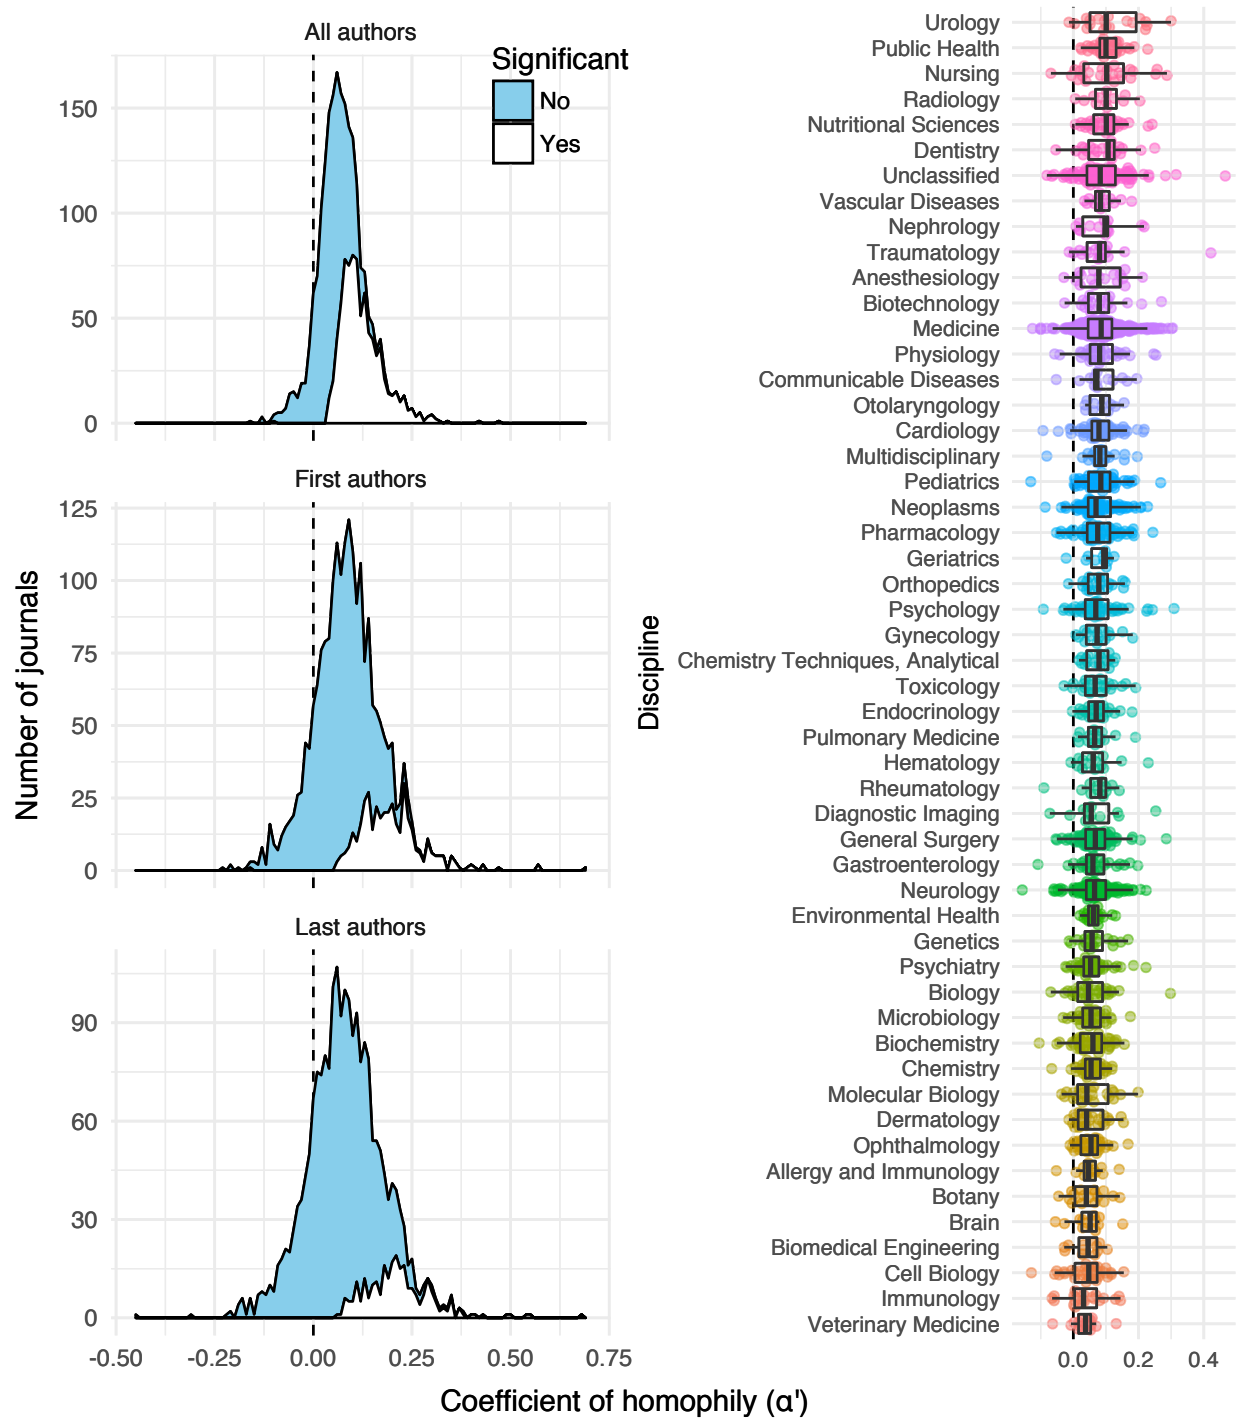 All authors
Significant
No
Yes
150
100
50
0
First authors
125
100
75
50
25
0
Last authors
90
60
30
0
-0.50 -0.25 0.00 0.25 0.50 0.75
Number of journals
Coefficient of homophily (α')
Discipline
Urology
Public Health
Nursing
Radiology
Nutritional Sciences
Dentistry
Unclassified
Vascular Diseases
Nephrology
Traumatology
Anesthesiology
Biotechnology
Medicine
Physiology
Communicable Diseases
Otolaryngology
Cardiology
Multidisciplinary
Pediatrics
Neoplasms
Pharmacology
Geriatrics
Orthopedics
Psychology
Gynecology
Chemistry Techniques, Analytical
Toxicology
Endocrinology
Pulmonary Medicine
Hematology
Rheumatology
Diagnostic Imaging
General Surgery
Gastroenterology
Neurology
Environmental Health
Genetics
Psychiatry
Biology
Microbiology
Biochemistry
Chemistry
Molecular Biology
Dermatology
Ophthalmology
Allergy and Immunology
Botany
Brain
Biomedical Engineering
Cell Biology
Immunology
Veterinary Medicine
0.0 0.2 0.4